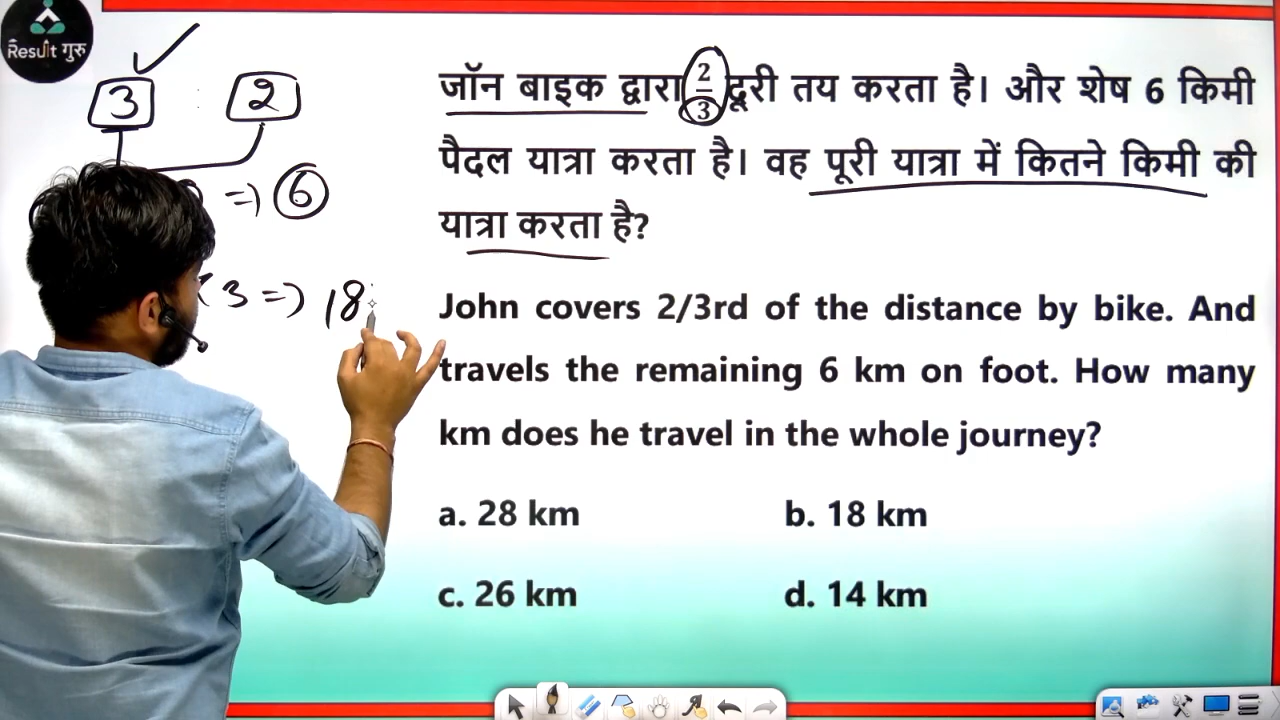 Result गुरु
3 : 2
=) 6
3 =) 18
जॉन बाइक द्वारा 2/3 दूरी तय करता है। और शेष 6 किमी
पैदल यात्रा करता है। वह पूरी यात्रा में कितने किमी की
यात्रा करता है?
John covers 2/3rd of the distance by bike. And
travels the remaining 6 km on foot. How many
km does he travel in the whole journey?
a. 28 km
b. 18 km
c. 26 km
d. 14 km